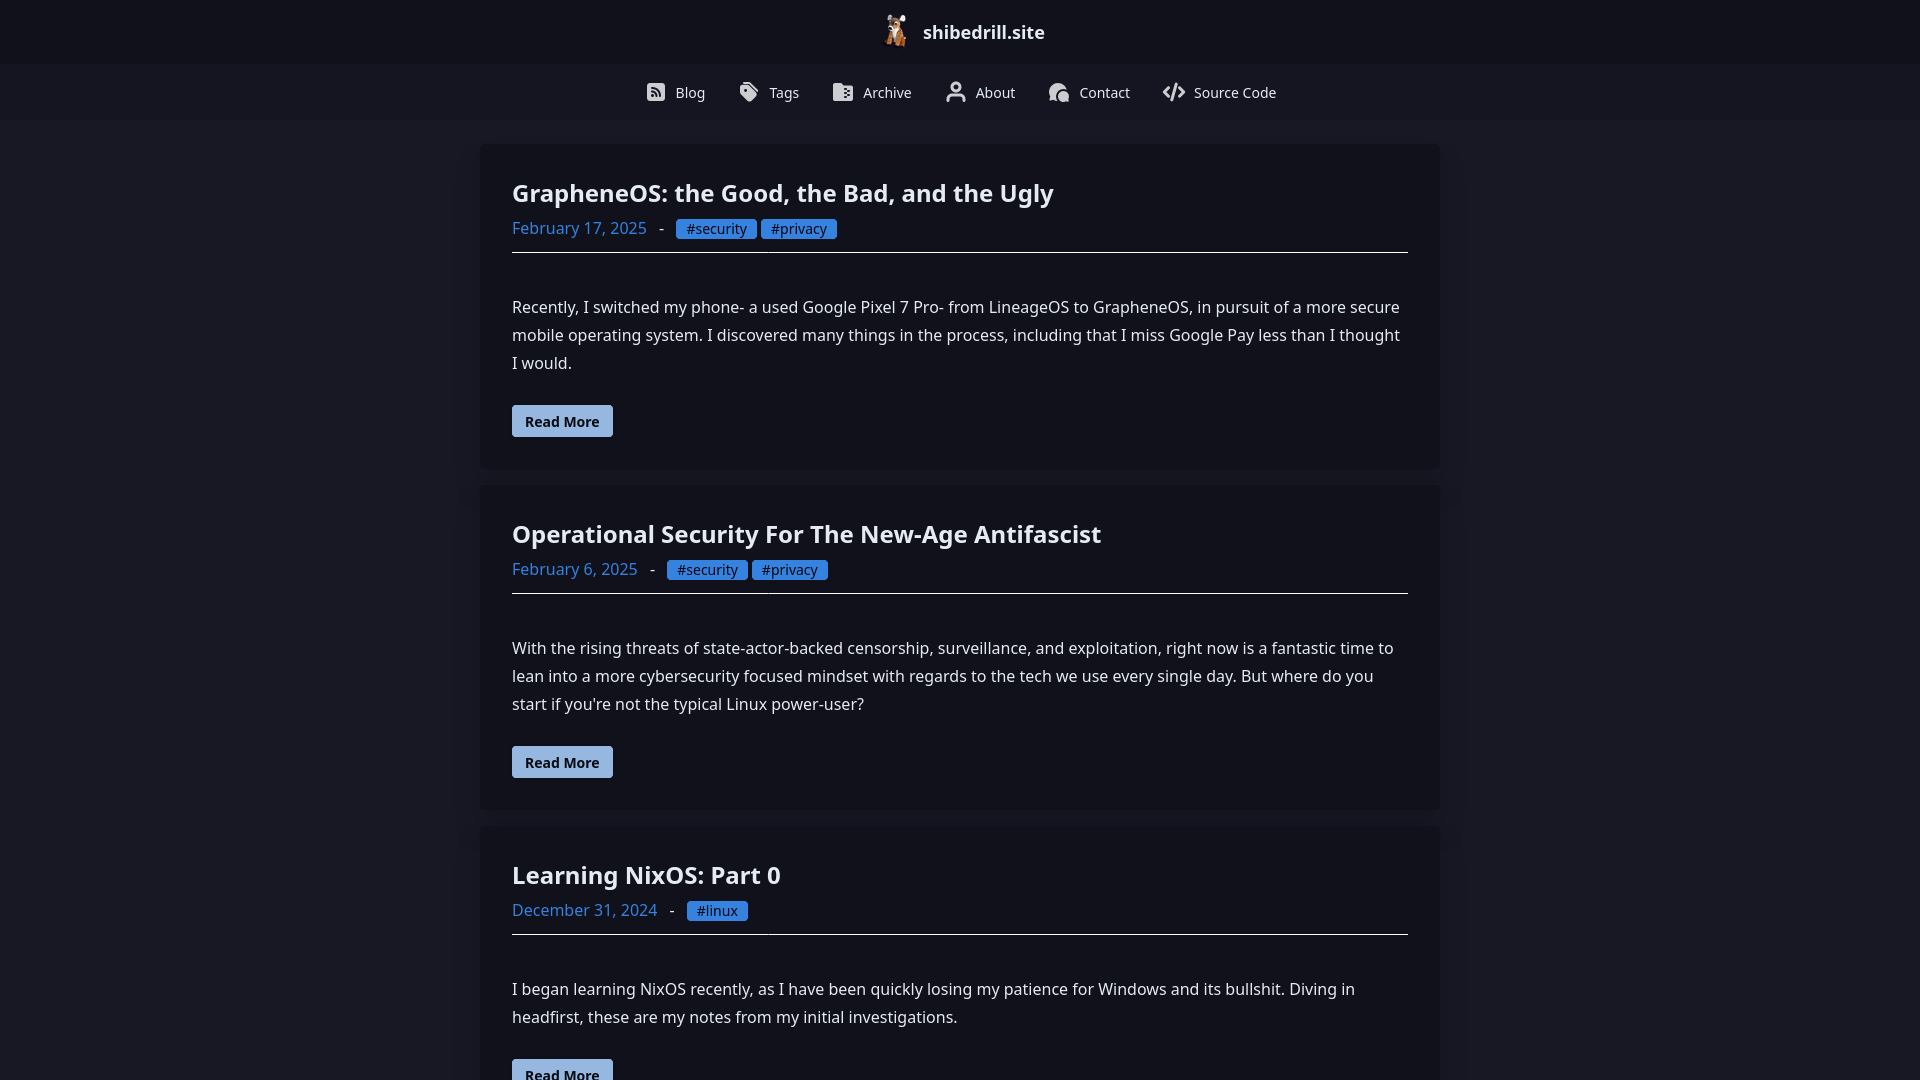 shibedrill.site
Blog Tags Archive About Contact Source Code
GrapheneOS: the Good, the Bad, and the Ugly
February 17, 2025 - #security #privacy
Recently, I switched my phone- a used Google Pixel 7 Pro- from LineageOS to GrapheneOS, in pursuit of a more secure
mobile operating system. I discovered many things in the process, including that I miss Google Pay less than I thought
I would.
Read More
Operational Security For The New-Age Antifascist
February 6, 2025 - #security #privacy
With the rising threats of state-actor-backed censorship, surveillance, and exploitation, right now is a fantastic time to
lean into a more cybersecurity focused mindset with regards to the tech we use every single day. But where do you
start if you're not the typical Linux power-user?
Read More
Learning NixOS: Part 0
December 31, 2024 - #linux
I began learning NixOS recently, as I have been quickly losing my patience for Windows and its bullshit. Diving in
headfirst, these are my notes from my initial investigations.
Read More